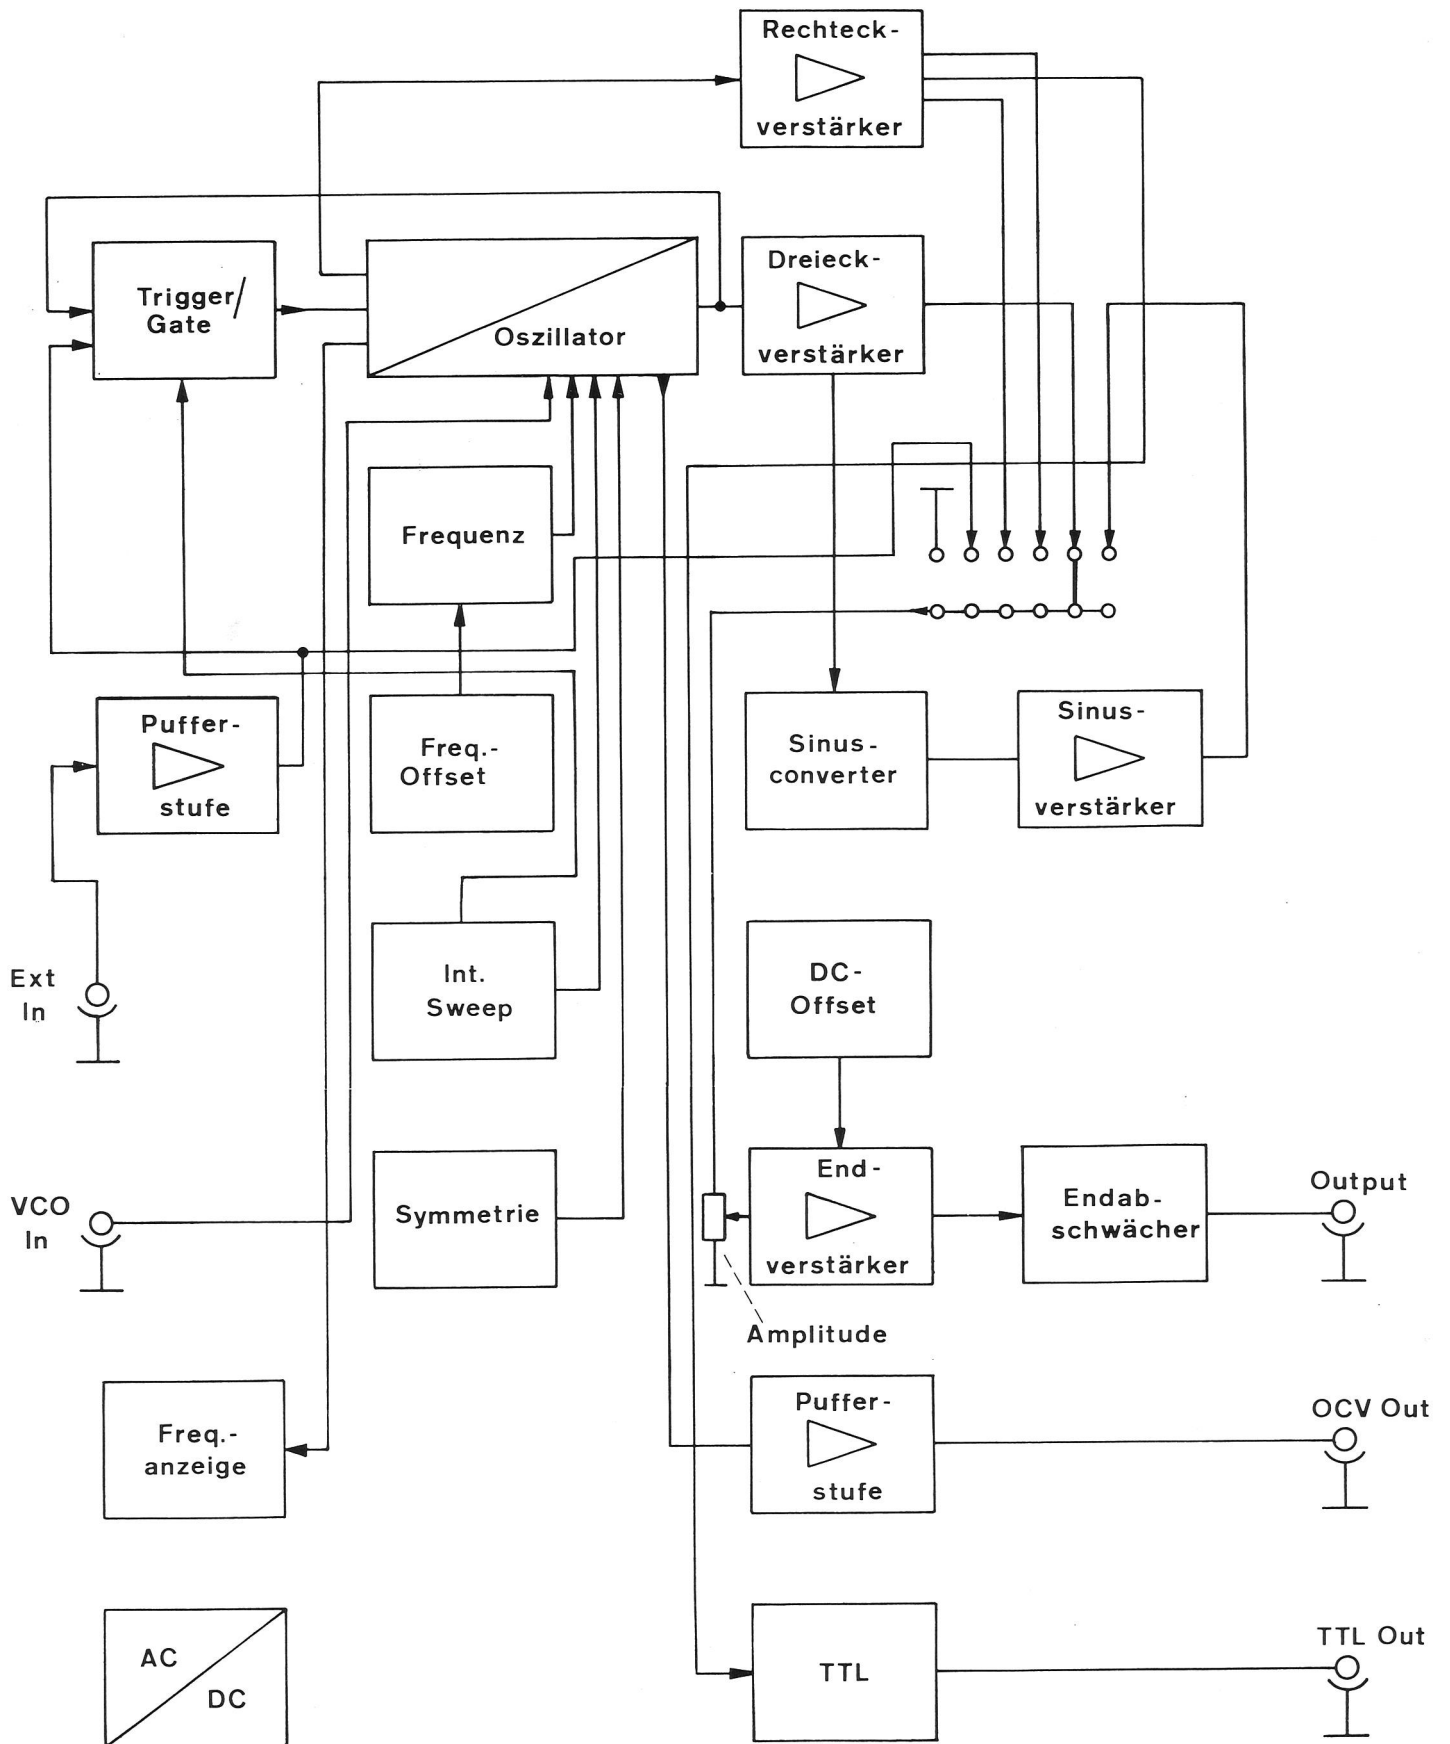 Rechteck-
verstärker
Trigger/
Gate
Oszillator
Dreieck-
verstärker
Frequenz
Puffer-
stufe
Freq.-
Offset
Sinus-
converter
Sinus-
verstärker
Ext
In
Int.
Sweep
DC-
Offset
VCO
In
Symmetrie
End-
verstärker
Endab-
schwächer
Output
Amplitude
Freq.-
anzeige
Puffer-
stufe
OCV Out
AC
DC
TTL
TTL Out